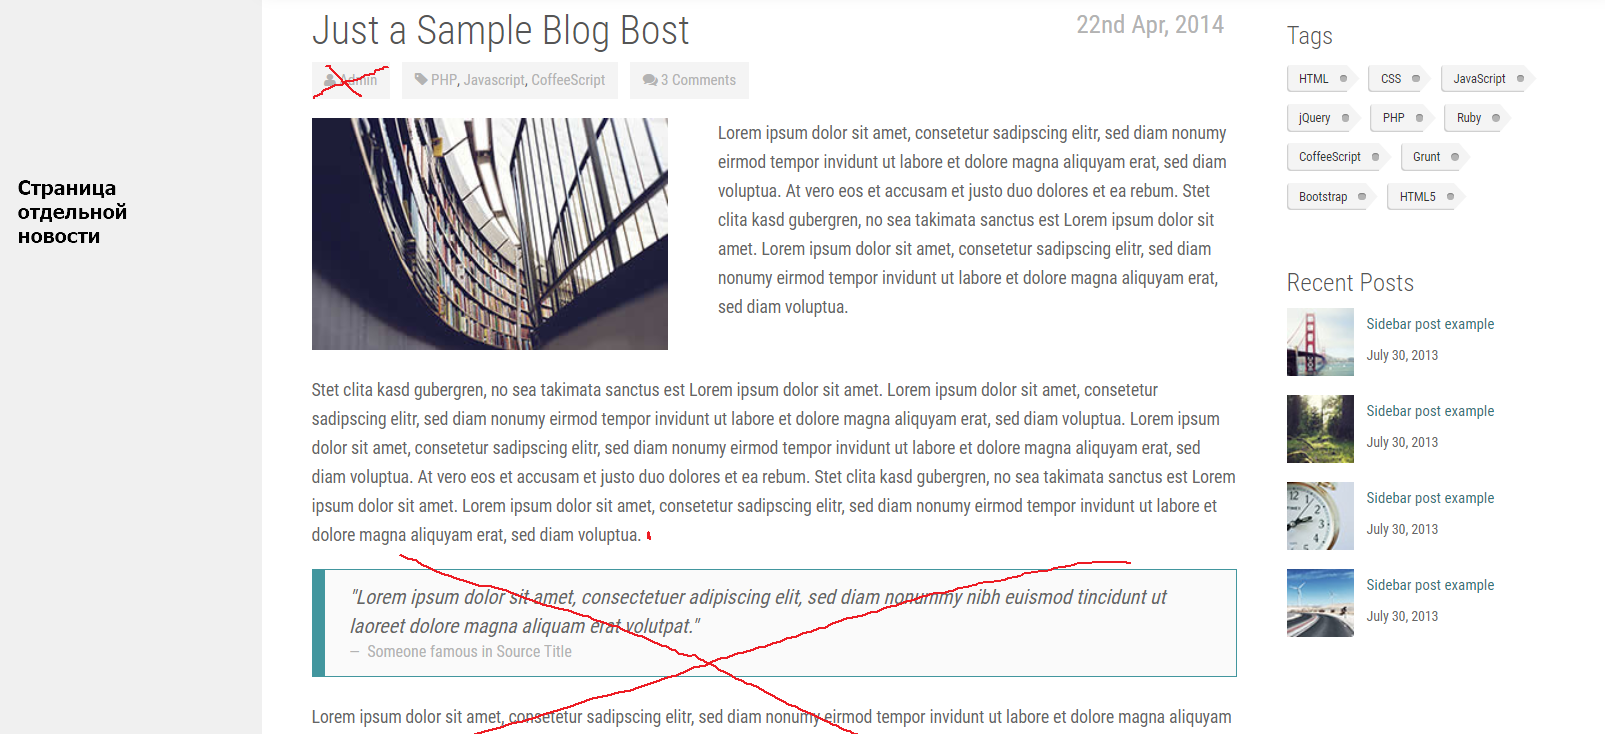 Страница
отдельной
новости
Just a Sample Blog Bost
22nd Apr, 2014
Admin
PHP, Javascript, CoffeeScript
3 Comments
Lorem ipsum dolor sit amet, consetetur sadipscing elitr, sed diam nonumy
eirmod tempor invidunt ut labore et dolore magna aliquyam erat, sed diam
voluptua. At vero eos et accusam et justo duo dolores et ea rebum. Stet
clita kasd gubergren, no sea takimata sanctus est Lorem ipsum dolor sit
amet. Lorem ipsum dolor sit amet, consetetur sadipscing elitr, sed diam
nonumy eirmod tempor invidunt ut labore et dolore magna aliquyam erat,
sed diam voluptua.
Stet clita kasd gubergren, no sea takimata sanctus est Lorem ipsum dolor sit amet. Lorem ipsum dolor sit amet, consetetur
sadipscing elitr, sed diam nonumy eirmod tempor invidunt ut labore et dolore magna aliquyam erat, sed diam voluptua. Lorem ipsum
dolor sit amet, consetetur sadipscing elitr, sed diam nonumy eirmod tempor invidunt ut labore et dolore magna aliquyam erat, sed
diam voluptua. At vero eos et accusam et justo duo dolores et ea rebum. Stet clita kasd gubergren, no sea takimata sanctus est Lorem
ipsum dolor sit amet. Lorem ipsum dolor sit amet, consetetur sadipscing elitr, sed diam nonumy eirmod tempor invidunt ut labore et
dolore magna aliquyam erat, sed diam voluptua.
"Lorem ipsum dolor sit amet, consectetuer adipiscing elit, sed diam nonummy nibh euismod tincidunt ut
laoreet dolore magna aliquam erat volutpat."
— Someone famous in Source Title
Lorem ipsum dolor sit amet, consetetur sadipscing elitr, sed diam nonumy eirmod tempor invidunt ut labore et dolore magna aliquyam
Tags
HTML CSS JavaScript
jQuery PHP Ruby
CoffeeScript Grunt
Bootstrap HTML5
Recent Posts
Sidebar post example
July 30, 2013
Sidebar post example
July 30, 2013
Sidebar post example
July 30, 2013
Sidebar post example
July 30, 2013